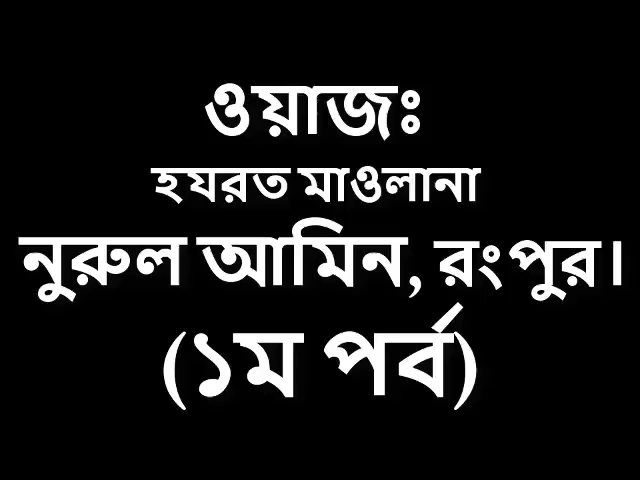 ওয়াজঃ
হযরত মাওলানা
নুরুল আমিন, রংপুর।
(১ম পর্ব)